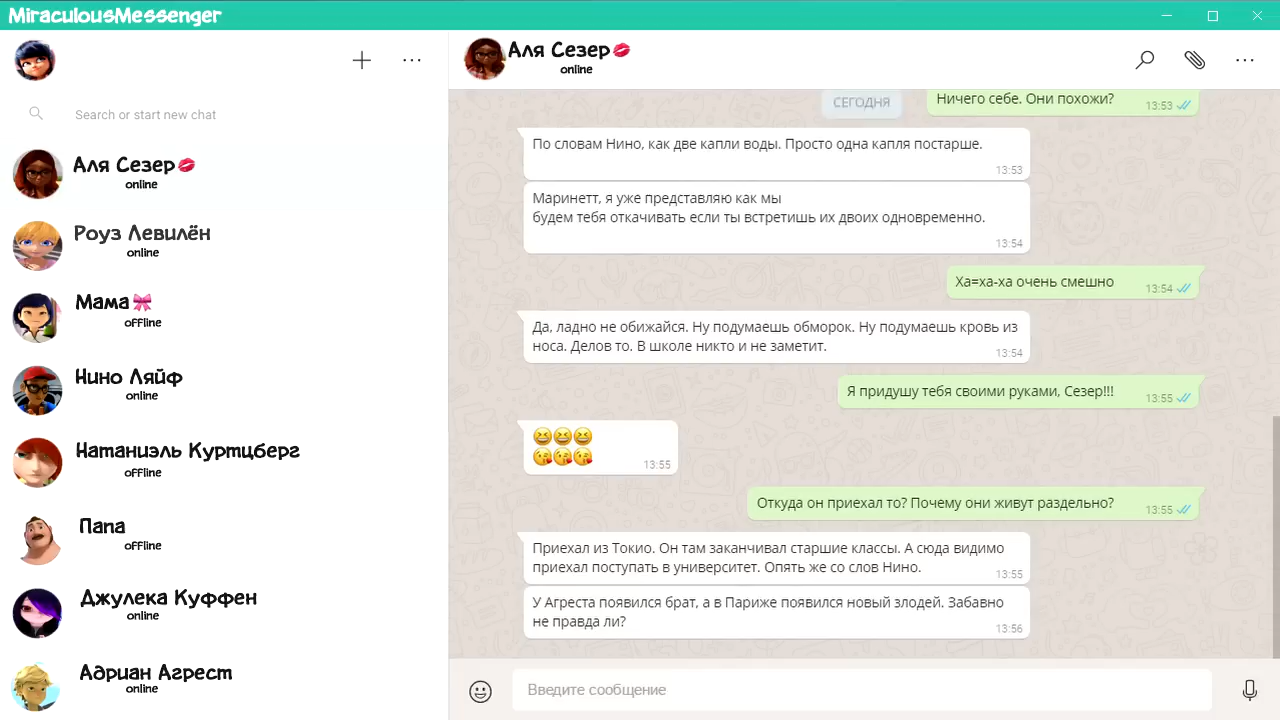 MiraculousMessenger
Search or start new chat
Аля Сезер💋
online
Роуз Левилён
online
Мама🎀
offline
Нино Ляйф
online
Натаниэль Куртцберг
offline
Папа
offline
Джулека Куффен
online
Адриан Агрест
online
Аля Сезер💋
online
СЕГОДНЯ
Ничего себе. Они похожи?
13:53
По словам Нино, как две капли воды. Просто одна капля постарше.
13:53
Маринетт, я уже представляю как мы
будем тебя откачивать если ты встретишь их двоих одновременно.
13:54
Ха=ха-ха очень смешно
13:54
Да, ладно не обижайся. Ну подумаешь обморок. Ну подумаешь кровь из
носа. Делов то. В школе никто и не заметит.
13:54
Я придушу тебя своими руками, Сезер!!!
13:55
😆😆😆
😘😘😘
13:55
Откуда он приехал то? Почему они живут раздельно?
13:55
Приехал из Токио. Он там заканчивал старшие классы. А сюда видимо
приехал поступать в университет. Опять же со слов Нино.
13:55
У Агреста появился брат, а в Париже появился новый злодей. Забавно
не правда ли?
13:56
Введите сообщение